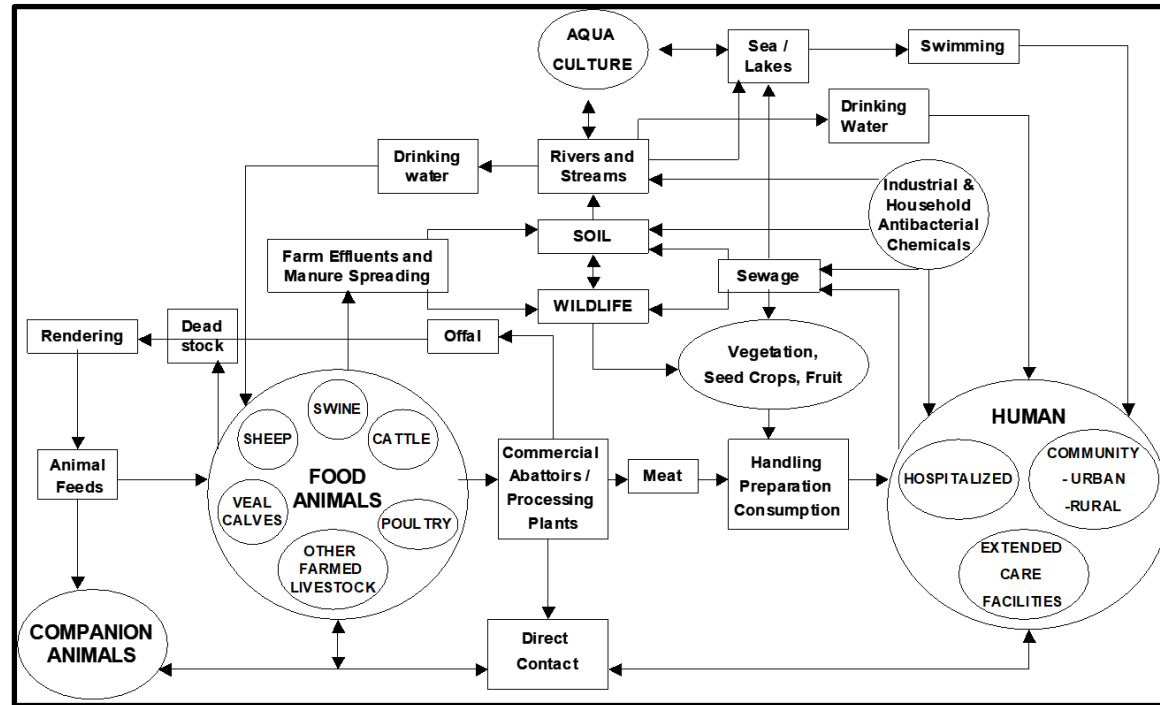 AQUA
CULTURE
Sea /
Lakes
Swimming
Drinking
Water
Drinking
water
Rivers and
Streams
Industrial &
Household
Antibacterial
Chemicals
SOIL
Farm Effluents and
Manure Spreading
Sewage
WILDLIFE
Rendering
Dead
stock
Offal
Vegetation,
Seed Crops, Fruit
SWINE
SHEEP
CATTLE
FOOD
ANIMALS
VEAL
CALVES
POULTRY
OTHER
FARMED
LIVESTOCK
Animal
Feeds
Commercial
Abattoirs /
Processing
Plants
Meat
Handling
Preparation
Consumption
HUMAN
HOSPITALIZED
COMMUNITY
- URBAN
-RURAL
EXTENDED
CARE
FACILITIES
COMPANION
ANIMALS
Direct
Contact